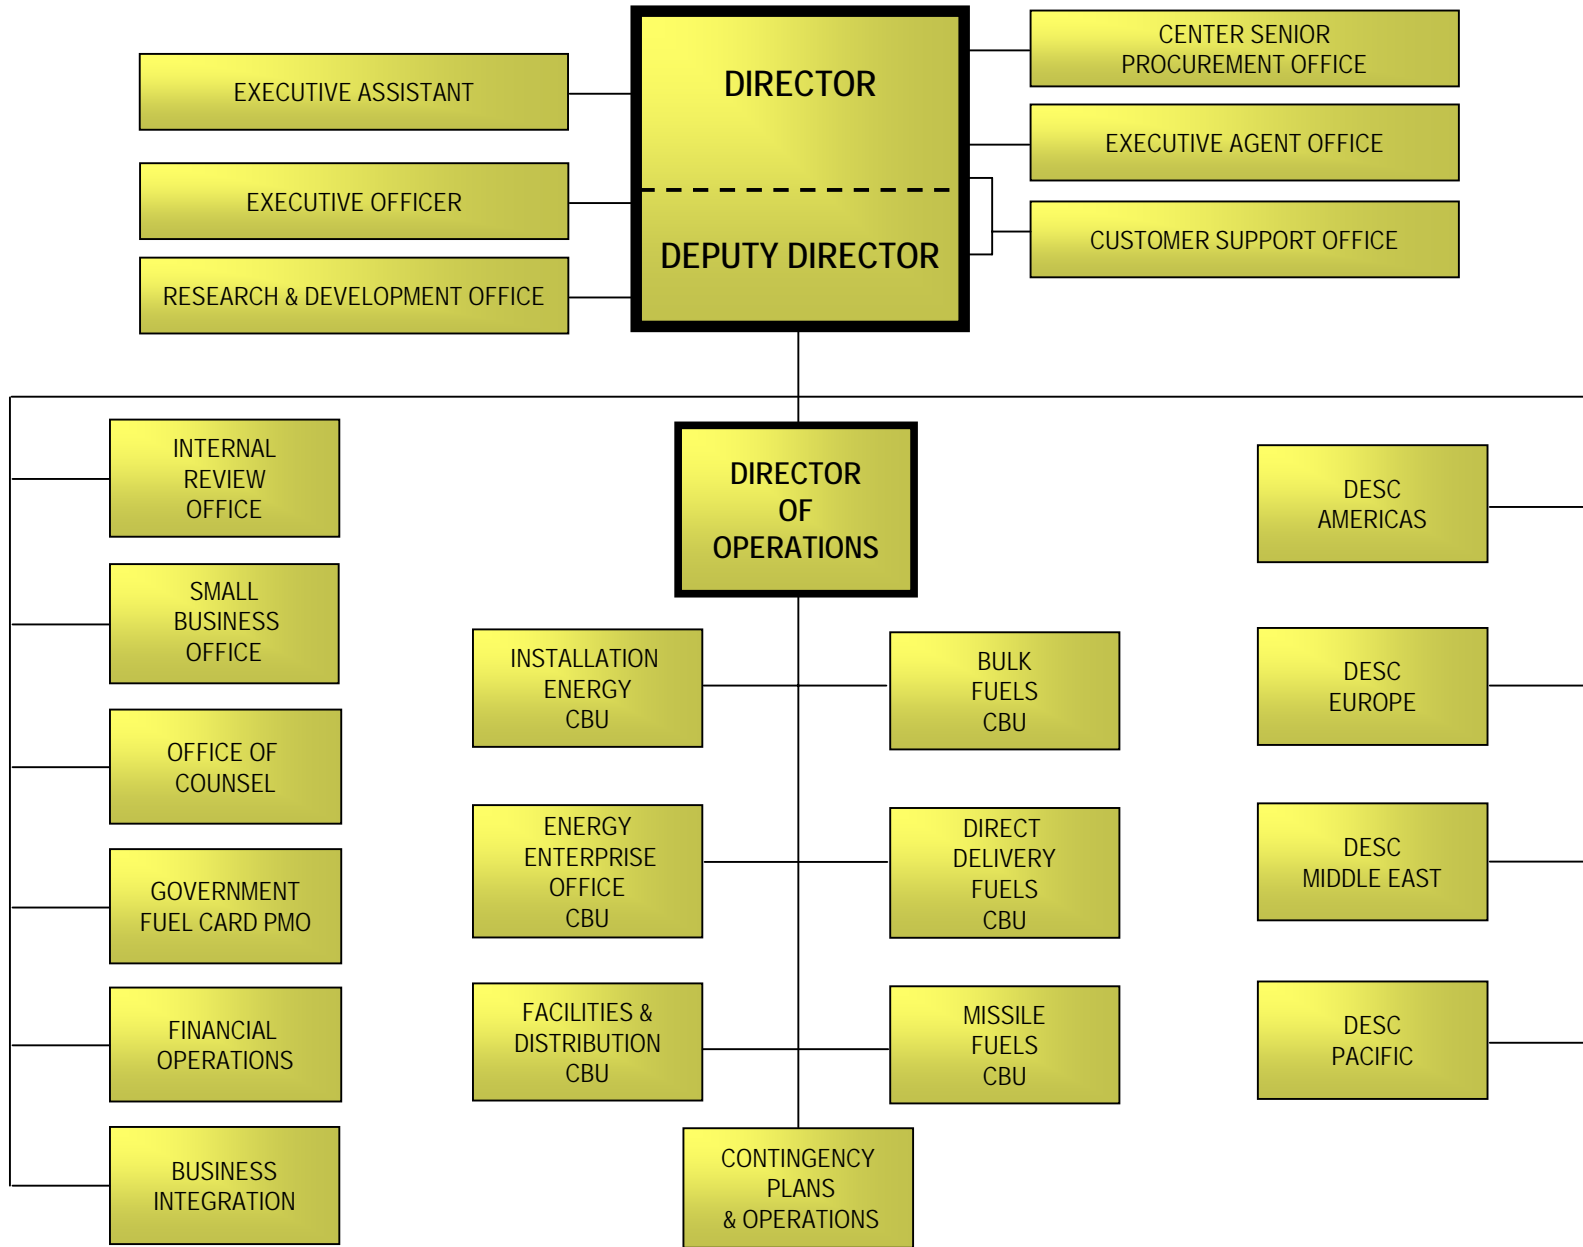 EXECUTIVE ASSISTANT
EXECUTIVE OFFICER
RESEARCH & DEVELOPMENT OFFICE
DIRECTOR
DEPUTY DIRECTOR
CENTER SENIOR
PROCUREMENT OFFICE
EXECUTIVE AGENT OFFICE
CUSTOMER SUPPORT OFFICE
INTERNAL
REVIEW
OFFICE
SMALL
BUSINESS
OFFICE
OFFICE OF
COUNSEL
GOVERNMENT
FUEL CARD PMO
FINANCIAL
OPERATIONS
BUSINESS
INTEGRATION
DIRECTOR
OF
OPERATIONS
INSTALLATION
ENERGY
CBU
BULK
FUELS
CBU
ENERGY
ENTERPRISE
OFFICE
CBU
DIRECT
DELIVERY
FUELS
CBU
FACILITIES &
DISTRIBUTION
CBU
MISSILE
FUELS
CBU
CONTINGENCY
PLANS
& OPERATIONS
DESC
AMERICAS
DESC
EUROPE
DESC
MIDDLE EAST
DESC
PACIFIC